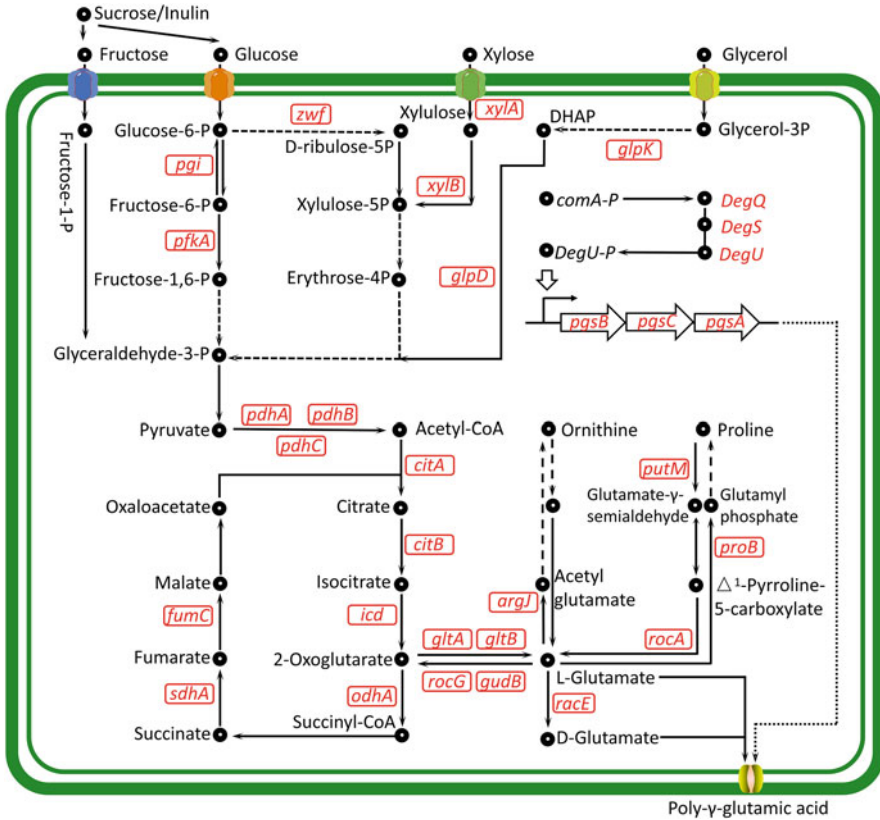 Sucrose/Inulin
Fructose
Glucose
Xylose
Glycerol
Fructose-1-P
Glucose-6-P
zwf
D-ribulose-5P
Xylulose
xylA
DHAP
glpK
Glycerol-3P
pgi
xylB
comA-P
DegQ
Fructose-6-P
Xylulose-5P
DegS
pfkA
DegU-P
DegU
Fructose-1,6-P
Erythrose-4P
glpD
pgsB
pgsC
pgsA
Glyceraldehyde-3-P
Pyruvate
pdhA
pdhB
pdhC
Acetyl-CoA
Ornithine
Proline
citA
putM
Oxaloacetate
Citrate
Glutamate-γ-
semialdehyde
Glutamyl
phosphate
citB
proB
Malate
Isocitrate
Acetyl
glutamate
△1-Pyrroline-
5-carboxylate
fumC
icd
argJ
gltA
gltB
rocA
Fumarate
2-Oxoglutarate
rocG
gudB
L-Glutamate
sdhA
odhA
racE
Succinate
Succinyl-CoA
D-Glutamate
Poly-γ-glutamic acid